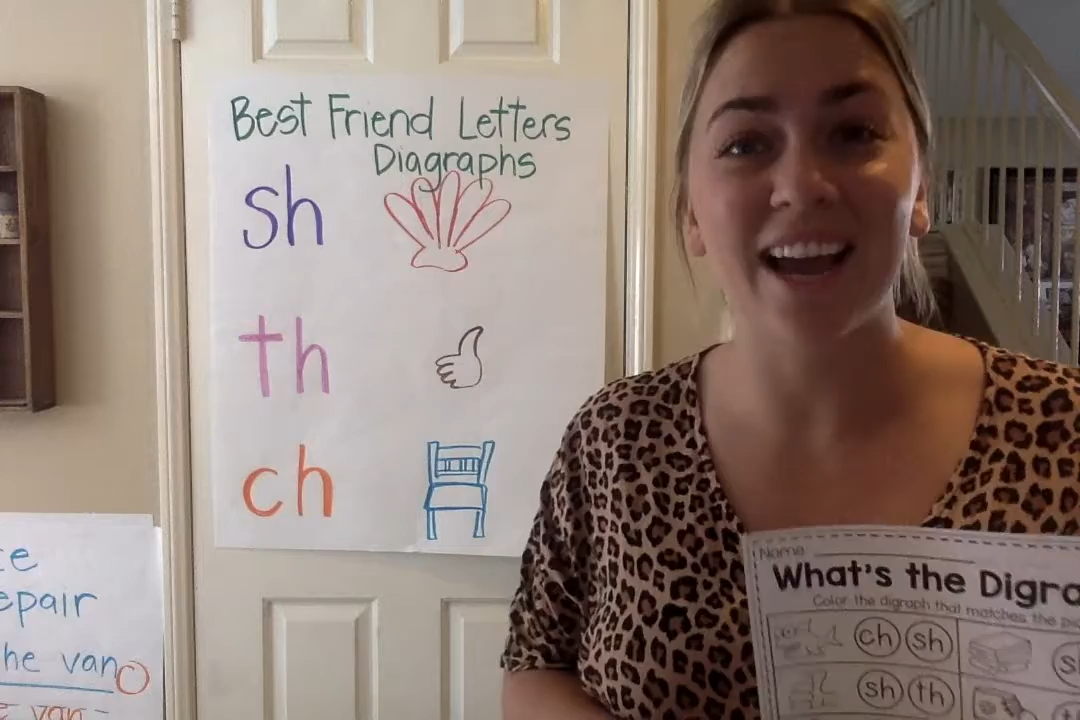 Best Friend Letters
Diagraphs
sh
th
ch
he van
Name
What's the Digra
Color the digraph that matches the pi
ch sh
sh th